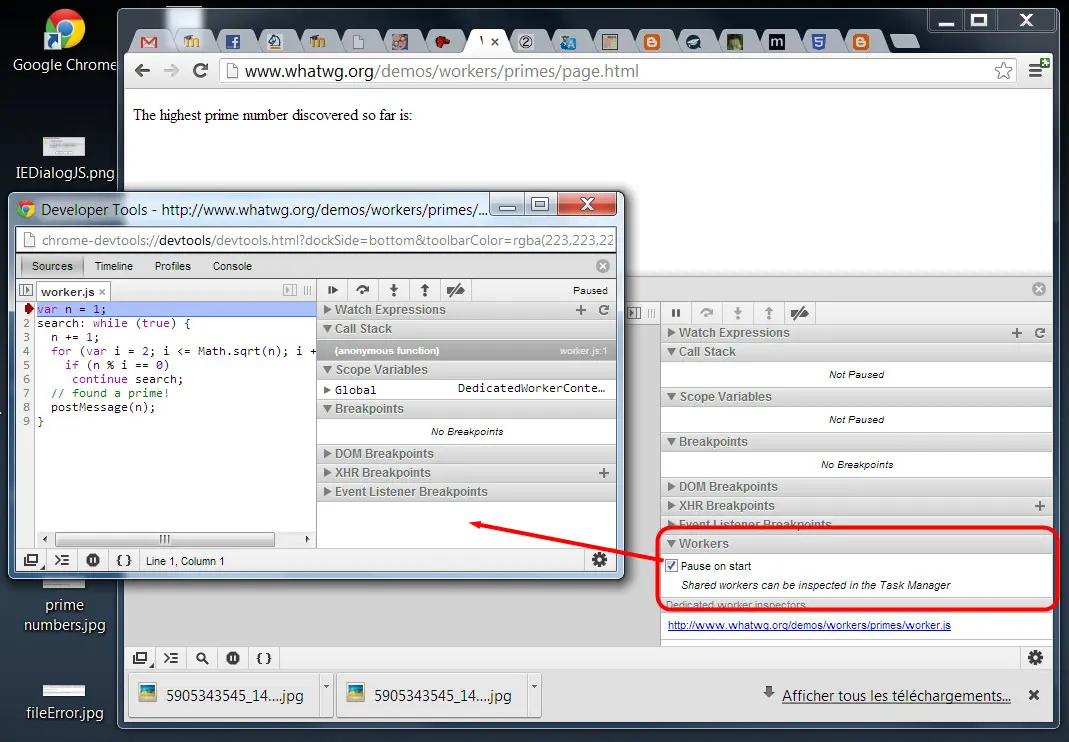 Google Chrome
IEDialogJS.png
prime
numbers.jpg
fileError.jpg
www.whatwg.org/demos/workers/primes/page.html
The highest prime number discovered so far is:
Developer Tools - http://www.whatwg.org/demos/workers/primes/...
chrome-devtools://devtools/devtools.html?dockSide=bottom&toolbarColor=rgba(223,223,22
Sources Timeline Profiles Console
worker.js ×
Paused
var n = 1;
2 search: while (true) {
3 n += 1;
4 for (var i = 2; i <= Math.sqrt(n); i +
5 if (n % i == 0)
6 continue search;
7 // found a prime!
8 postMessage(n);
9 }
Watch Expressions
Call Stack
(anonymous function) worker.js:1
Scope Variables
Global DedicatedWorkerConte...
Breakpoints
No Breakpoints
DOM Breakpoints
XHR Breakpoints
Event Listener Breakpoints
Line 1, Column 1
Watch Expressions
Call Stack
Not Paused
Scope Variables
Not Paused
Breakpoints
No Breakpoints
DOM Breakpoints
XHR Breakpoints
Event Listener Breakpoints
Workers
Pause on start
Shared workers can be inspected in the Task Manager
Dedicated worker inspectors
http://www.whatwg.org/demos/workers/primes/worker.js
5905343545_14....jpg 5905343545_14....jpg Afficher tous les téléchargements...